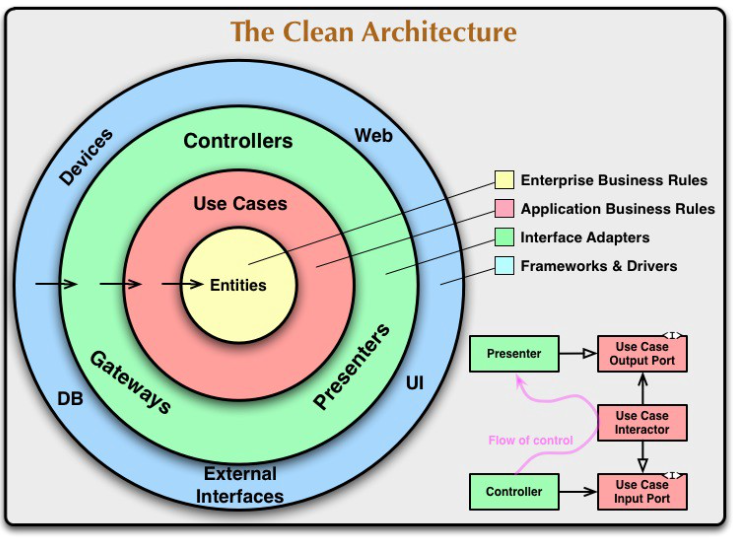 The Clean Architecture
Devices
Web
Controllers
Use Cases
Entities
Gateways
Presenters
DB
UI
External
Interfaces
Enterprise Business Rules
Application Business Rules
Interface Adapters
Frameworks & Drivers
Presenter
<I>
Use Case
Output Port
Use Case
Interactor
Flow of control
Controller
<I>
Use Case
Input Port